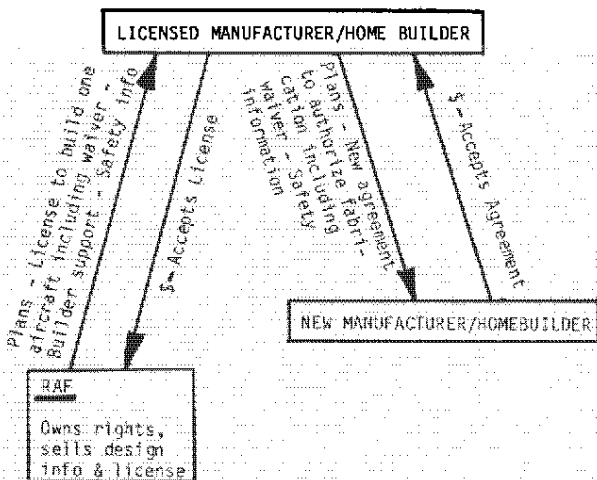 LICENSED MANUFACTURER/HOME BUILDER
Plans - License to build one
aircraft including waiver -
Builder support - Safety info
$-Accepts License
Plans - New agreement
to authorize fabri-
cation including
waiver - Safety
information
$-Accepts Agreement
NEW MANUFACTURER/HOMEBUILDER
RAF
Owns rights,
sells design
info & license